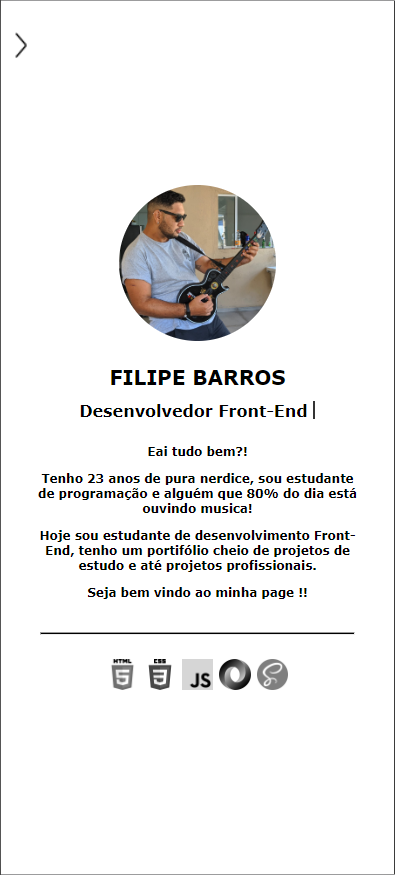 FILIPE BARROS
Desenvolvedor Front-End |
Eai tudo bem?!
Tenho 23 anos de pura nerdice, sou estudante
de programação e alguém que 80% do dia está
ouvindo musica!
Hoje sou estudante de desenvolvimento Front-
End, tenho um portifólio cheio de projetos de
estudo e até projetos profissionais.
Seja bem vindo ao minha page !!
HTML 5 CSS 3 JS S